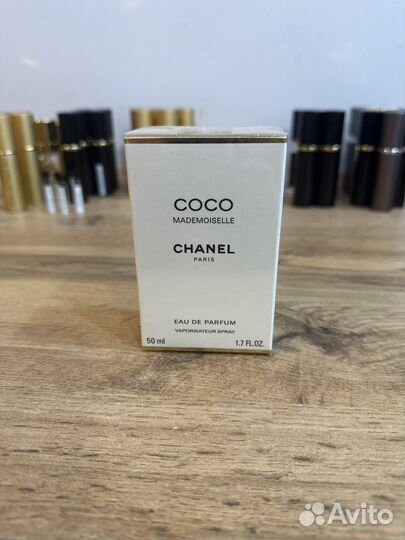 COCO
MADEMOISELLE
CHANEL
PARIS
EAU DE PARFUM
VAPORISATEUR SPRAY
50 ml 1.7 FL.OZ.
Avito